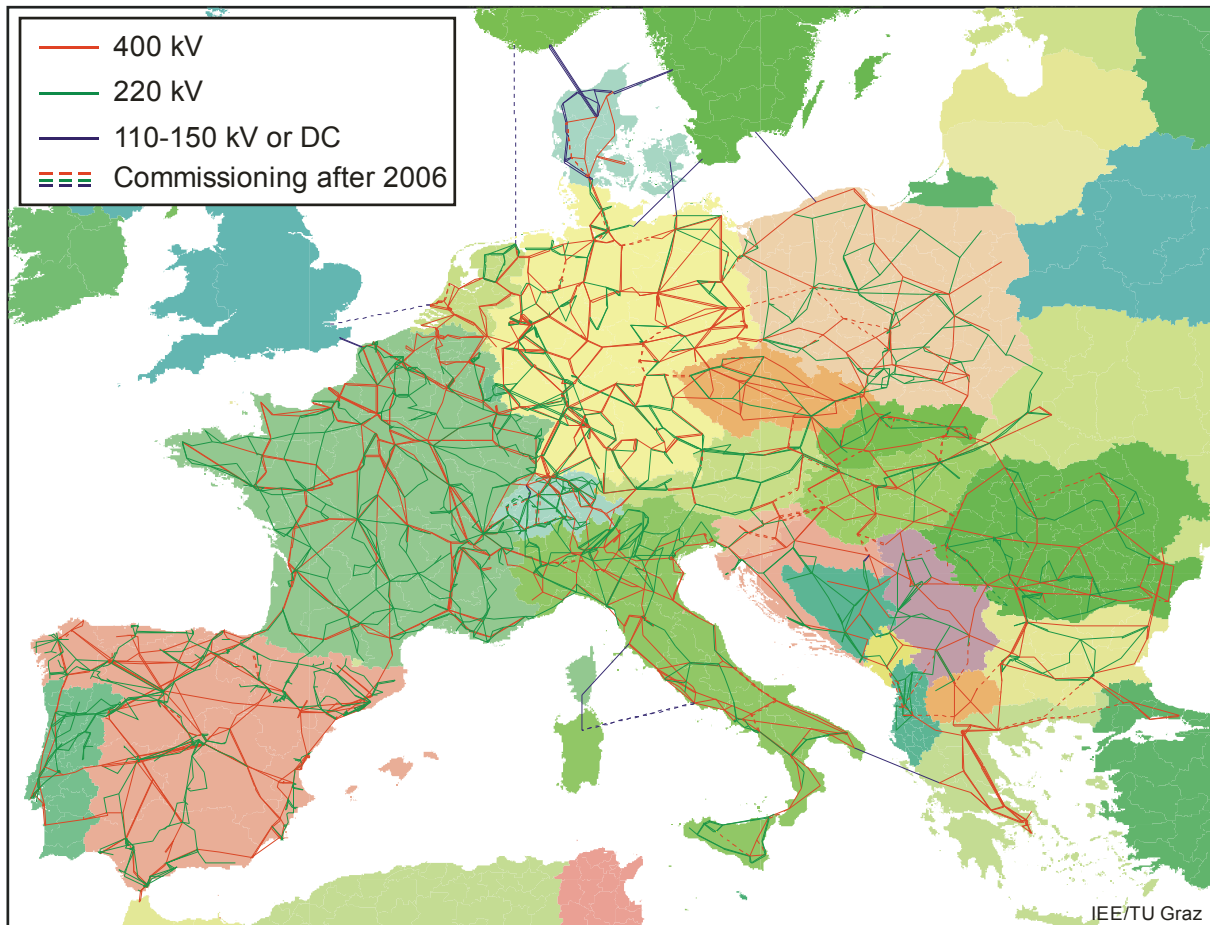 400 kV
220 kV
110-150 kV or DC
Commissioning after 2006
IEE/TU Graz